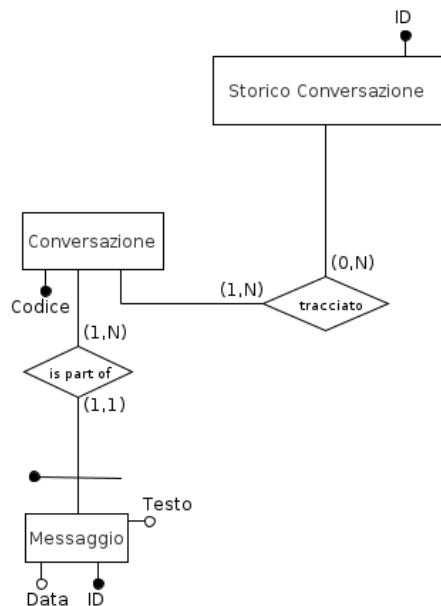 ID
Storico Conversazione
Conversazione
(0,N)
(1,N)
tracciato
Codice
(1,N)
is part of
(1,1)
Testo
Messaggio
Data
ID